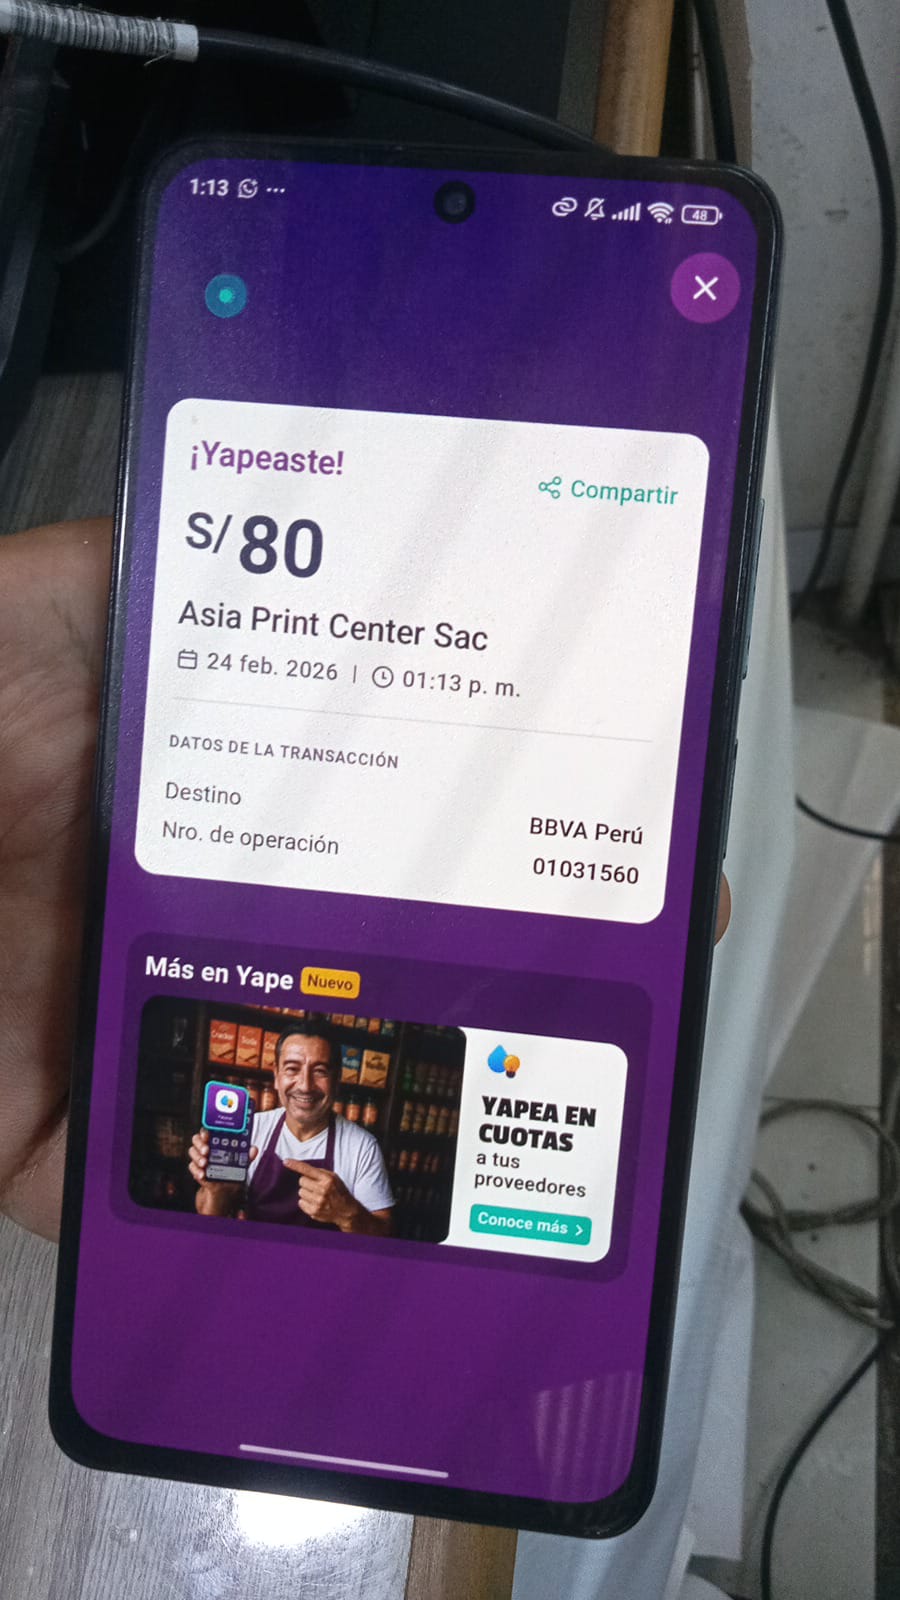 1:13
48
¡Yapeaste!
Compartir
S/ 80
Asia Print Center Sac
24 feb. 2026 | 01:13 p. m.
DATOS DE LA TRANSACCIÓN
Destino
BBVA Perú
Nro. de operación
01031560
Más en Yape Nuevo
YAPEA EN
CUOTAS
a tus
proveedores
Conoce más >